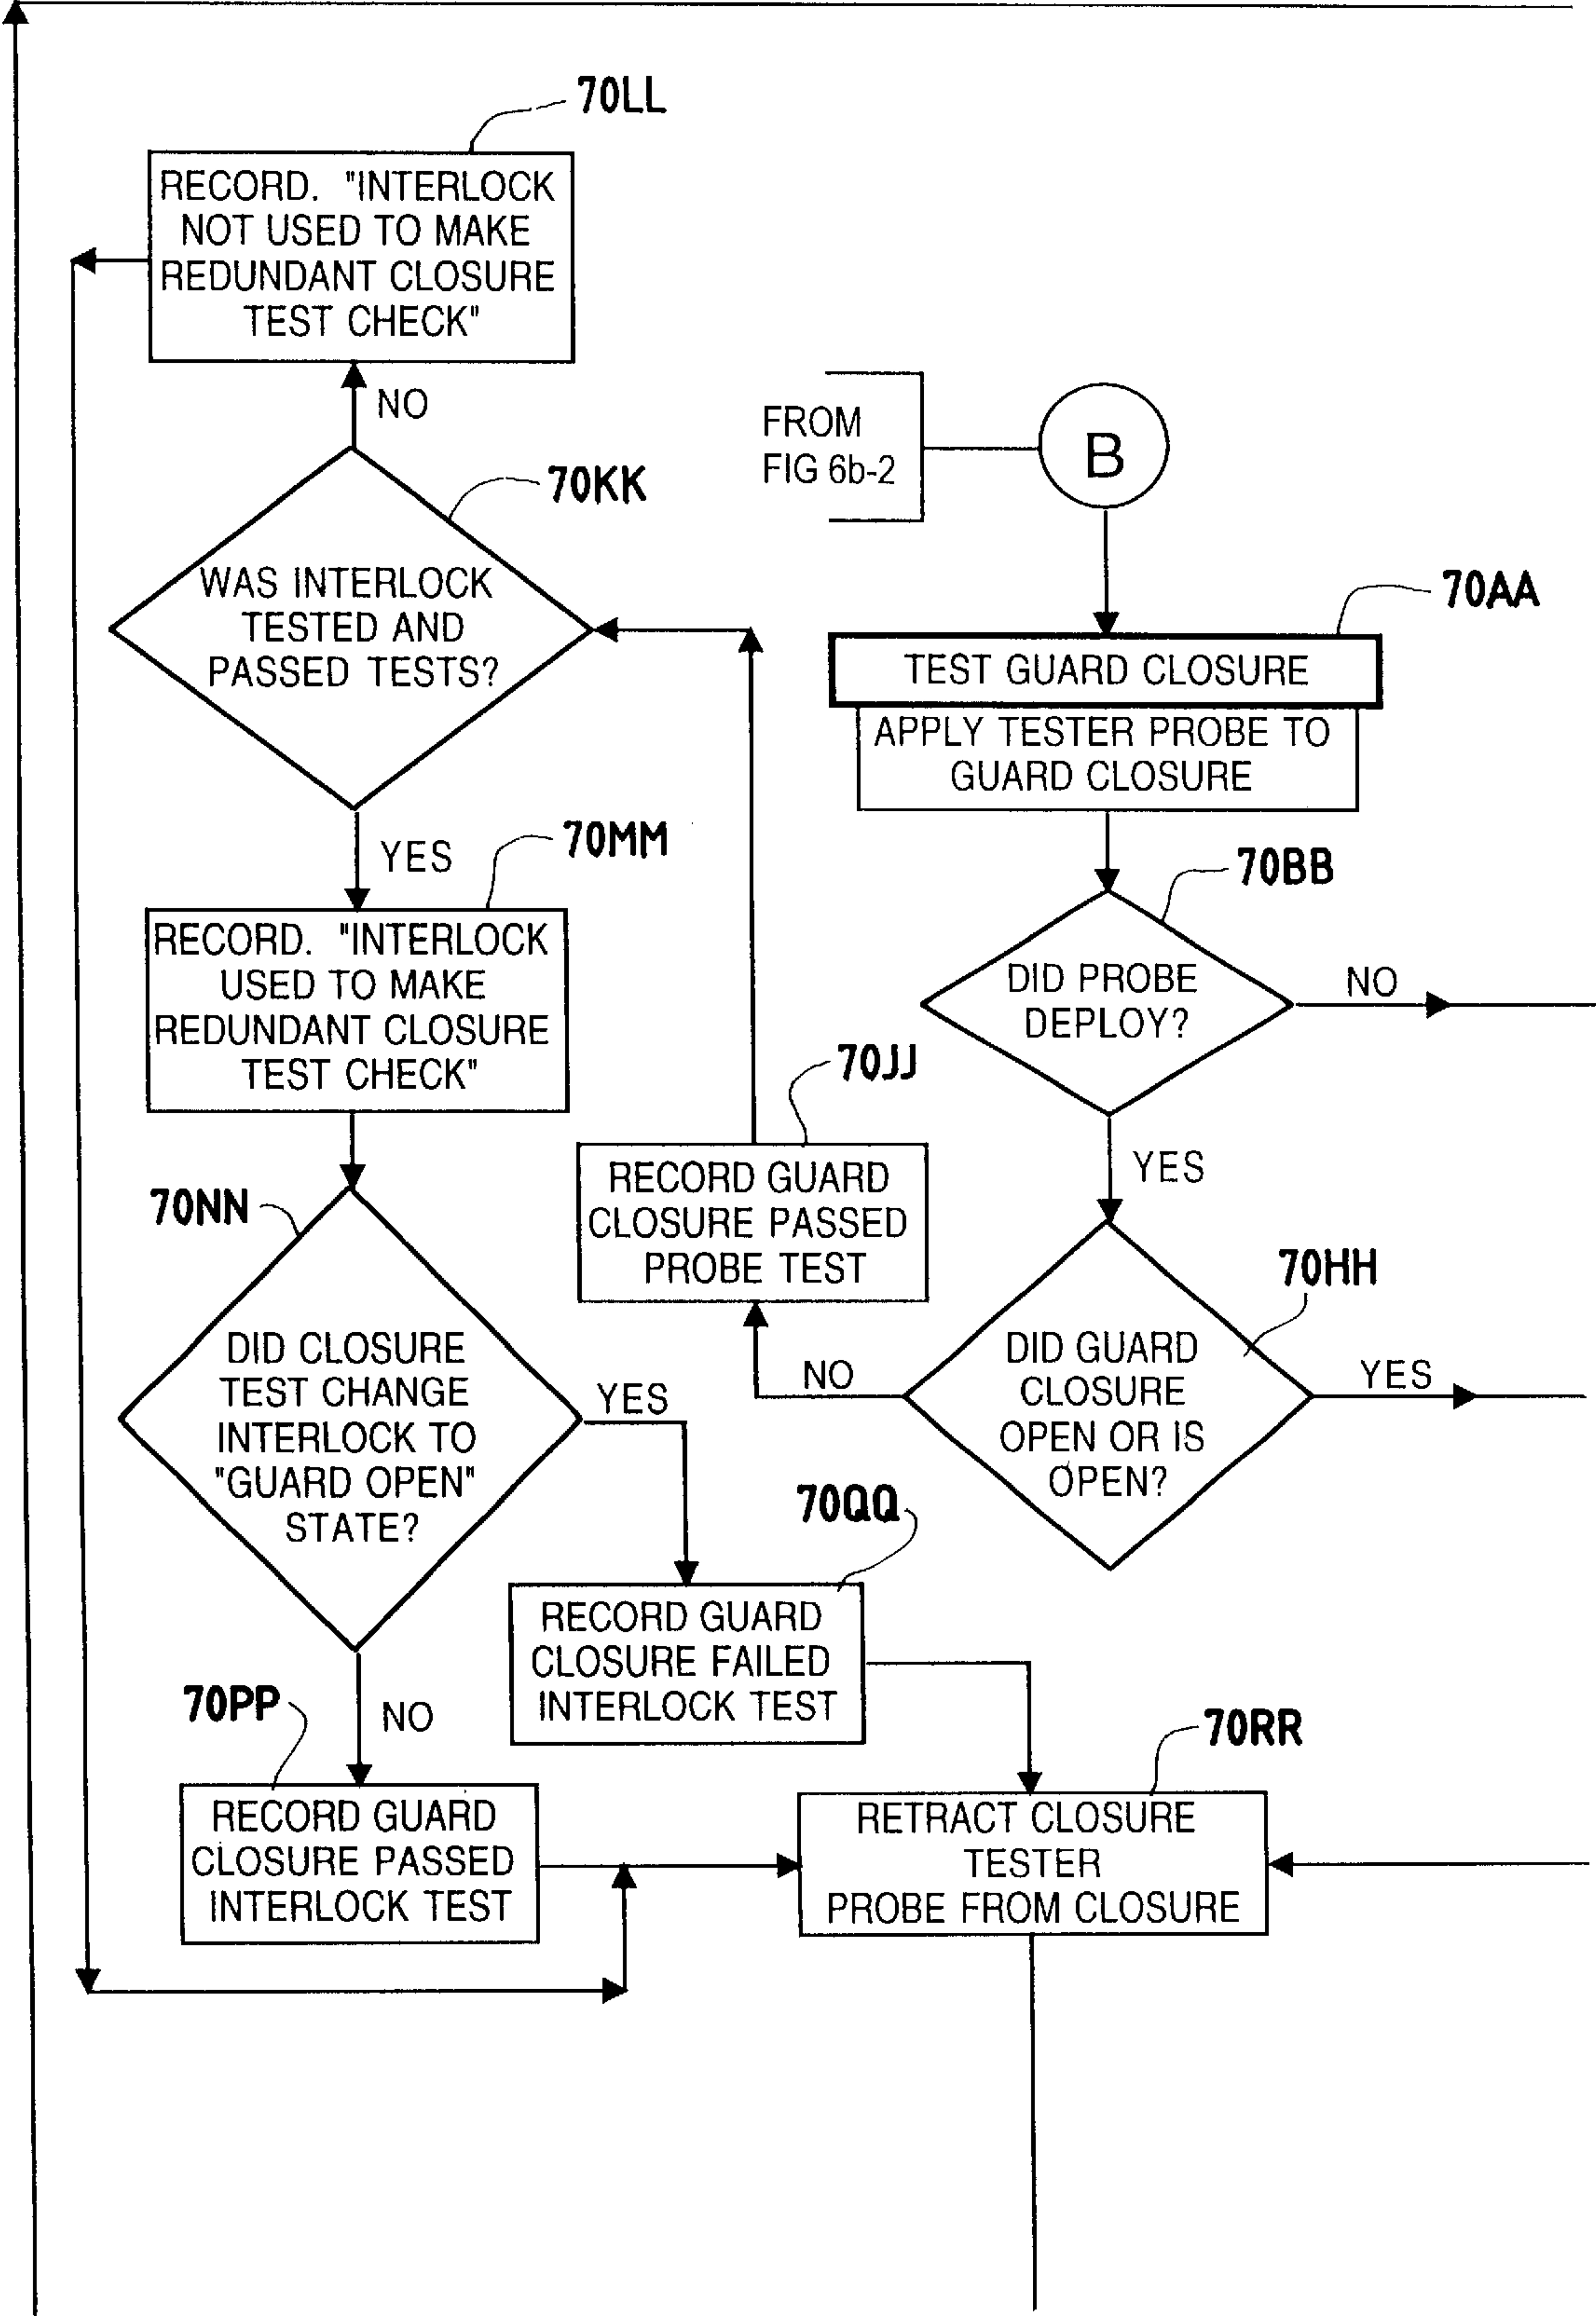 70LL
RECORD. "INTERLOCK
NOT USED TO MAKE
REDUNDANT CLOSURE
TEST CHECK"
NO
70KK
WAS INTERLOCK
TESTED AND
PASSED TESTS?
YES
70MM
RECORD. "INTERLOCK
USED TO MAKE
REDUNDANT CLOSURE
TEST CHECK"
70NN
DID CLOSURE
TEST CHANGE
INTERLOCK TO
"GUARD OPEN"
STATE?
YES
NO
70PP
RECORD GUARD
CLOSURE PASSED
INTERLOCK TEST
70QQ
RECORD GUARD
CLOSURE FAILED
INTERLOCK TEST
FROM
FIG 6b-2
B
70AA
TEST GUARD CLOSURE
APPLY TESTER PROBE TO
GUARD CLOSURE
70BB
DID PROBE
DEPLOY?
NO
YES
70JJ
RECORD GUARD
CLOSURE PASSED
PROBE TEST
70HH
DID GUARD
CLOSURE
OPEN OR IS
OPEN?
NO
YES
70RR
RETRACT CLOSURE
TESTER
PROBE FROM CLOSURE